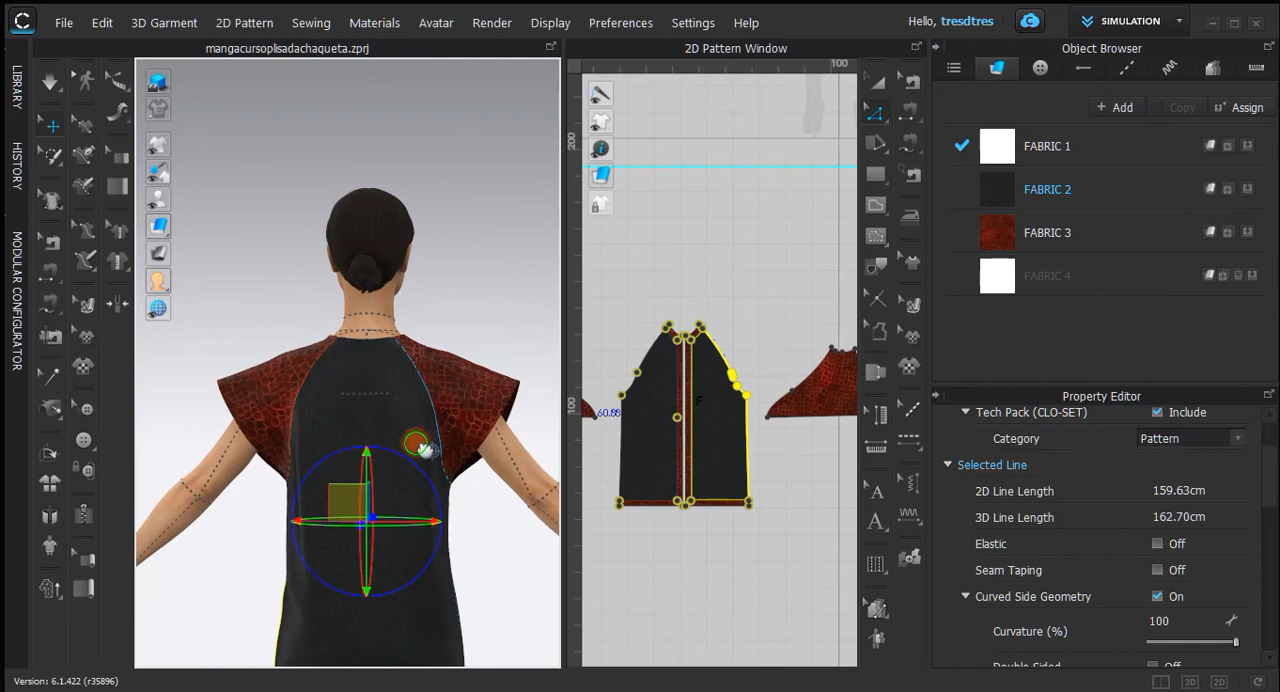 File Edit 3D Garment 2D Pattern Sewing Materials Avatar Render Display Preferences Settings Help Hello, tresdtres SIMULATION
mangacursoplisadachaqueta.zprj
2D Pattern Window
Object Browser
LIBRARY
HISTORY
MODULAR CONFIGURATOR
100
200
100
60.88
F
+ Add Copy Assign
FABRIC 1
FABRIC 2
FABRIC 3
FABRIC 4
Property Editor
Tech Pack (CLO-SET) Include
Category Pattern
Selected Line
2D Line Length 159.63cm
3D Line Length 162.70cm
Elastic Off
Seam Taping Off
Curved Side Geometry On
100
Curvature (%)
Double Sided Off
Version: 6.1.422 (r35896)
3D 2D